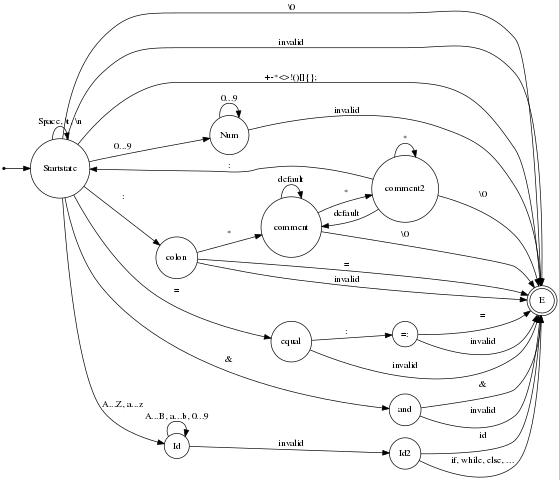 \0
invalid
+-*<>!()[]{};
Space, \t, \n
0...9
0...9
Num
invalid
*
Startstate
:
default
*
comment2
\0
:
default
comment
\0
*
colon
=
invalid
E
=
:
=:
=
equal
invalid
invalid
&
&
A...Z, a...z
and
invalid
A...B, a...b, 0...9
id
Id
invalid
Id2
if, while, else, ...